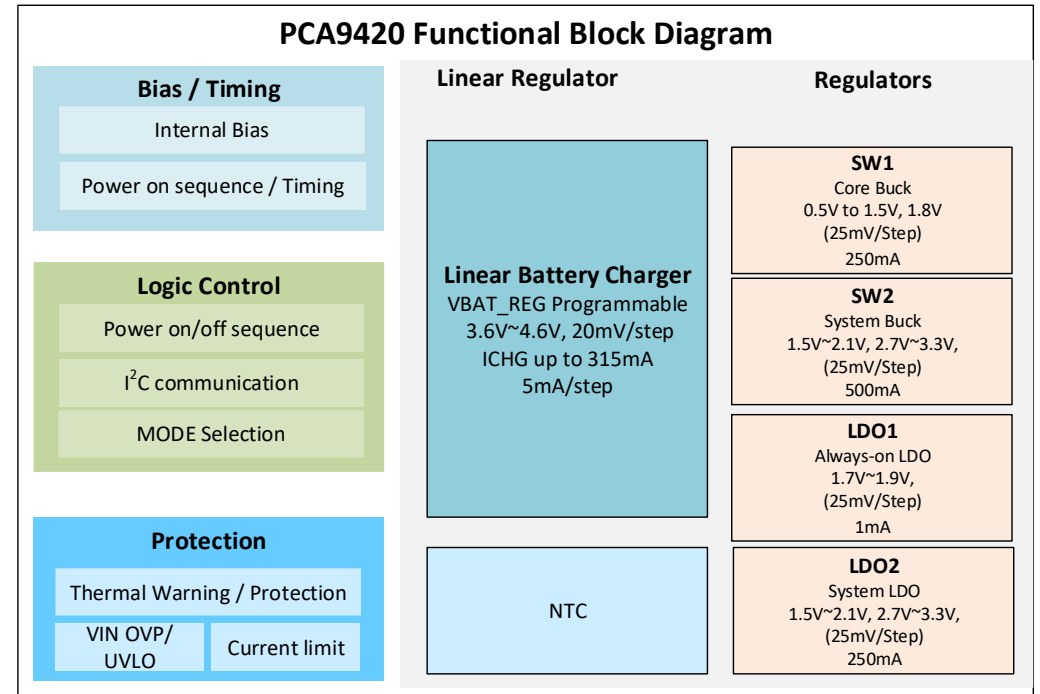 PCA9420 Functional Block Diagram
Bias / Timing
Internal Bias
Power on sequence / Timing
Logic Control
Power on/off sequence
I²C communication
MODE Selection
Protection
Thermal Warning / Protection
VIN OVP/
UVLO
Current limit
Linear Regulator
Linear Battery Charger
VBAT_REG Programmable
3.6V~4.6V, 20mV/step
ICHG up to 315mA
5mA/step
NTC
Regulators
SW1
Core Buck
0.5V to 1.5V, 1.8V
(25mV/Step)
250mA
SW2
System Buck
1.5V~2.1V, 2.7V~3.3V,
(25mV/Step)
500mA
LDO1
Always-on LDO
1.7V~1.9V,
(25mV/Step)
1mA
LDO2
System LDO
1.5V~2.1V, 2.7V~3.3V,
(25mV/Step)
250mA